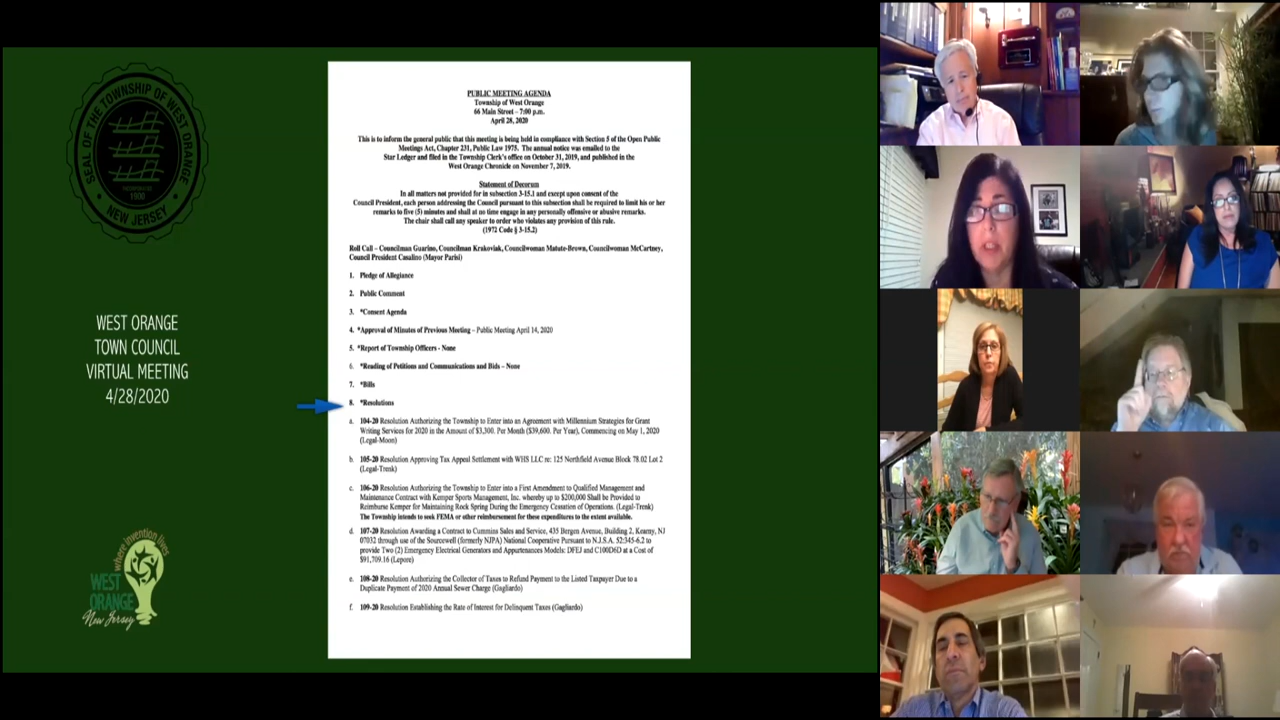 SEAL OF THE TOWNSHIP OF WEST ORANGE
INCORPORATED
1900
NEW JERSEY
WEST ORANGE
TOWN COUNCIL
VIRTUAL MEETING
4/28/2020
where invention lives
WEST
ORANGE
New Jersey
PUBLIC MEETING AGENDA
Township of West Orange
66 Main Street – 7:00 p.m.
April 28, 2020
This is to inform the general public that this meeting is being held in compliance with Section 5 of the Open Public
Meetings Act, Chapter 231, Public Law 1975. The annual notice was emailed to the
Star Ledger and filed in the Township Clerk's office on October 31, 2019, and published in the
West Orange Chronicle on November 7, 2019.
Statement of Decorum
In all matters not provided for in subsection 3-15.1 and except upon consent of the
Council President, each person addressing the Council pursuant to this subsection shall be required to limit his or her
remarks to five (5) minutes and shall at no time engage in any personally offensive or abusive remarks.
The chair shall call any speaker to order who violates any provision of this rule.
(1972 Code § 3-15.2)
Roll Call – Councilman Guarino, Councilman Krakoviak, Councilwoman Matute-Brown, Councilwoman McCartney,
Council President Casalino (Mayor Parisi)
1. Pledge of Allegiance
2. Public Comment
3. *Consent Agenda
4. *Approval of Minutes of Previous Meeting – Public Meeting April 14, 2020
5. *Report of Township Officers - None
6. *Reading of Petitions and Communications and Bids – None
7. *Bills
8. *Resolutions
a. 104-20 Resolution Authorizing the Township to Enter into an Agreement with Millennium Strategies for Grant
Writing Services for 2020 in the Amount of $3,300. Per Month ($39,600. Per Year), Commencing on May 1, 2020
(Legal-Moon)
b. 105-20 Resolution Approving Tax Appeal Settlement with WHS LLC re: 125 Northfield Avenue Block 78.02 Lot 2
(Legal-Trenk)
c. 106-20 Resolution Authorizing the Township to Enter into a First Amendment to Qualified Management and
Maintenance Contract with Kemper Sports Management, Inc. whereby up to $200,000 Shall be Provided to
Reimburse Kemper for Maintaining Rock Spring During the Emergency Cessation of Operations. (Legal-Trenk)
The Township intends to seek FEMA or other reimbursement for these expenditures to the extent available.
d. 107-20 Resolution Awarding a Contract to Cummins Sales and Service, 435 Bergen Avenue, Building 2, Kearny, NJ
07032 through use of the Sourcewell (formerly NJPA) National Cooperative Pursuant to N.J.S.A. 52:345-6.2 to
provide Two (2) Emergency Electrical Generators and Appurtenances Models: DFEJ and C100D6D at a Cost of
$91,709.16 (Lepore)
e. 108-20 Resolution Authorizing the Collector of Taxes to Refund Payment to the Listed Taxpayer Due to a
Duplicate Payment of 2020 Annual Sewer Charge (Gagliardo)
f. 109-20 Resolution Establishing the Rate of Interest for Delinquent Taxes (Gagliardo)